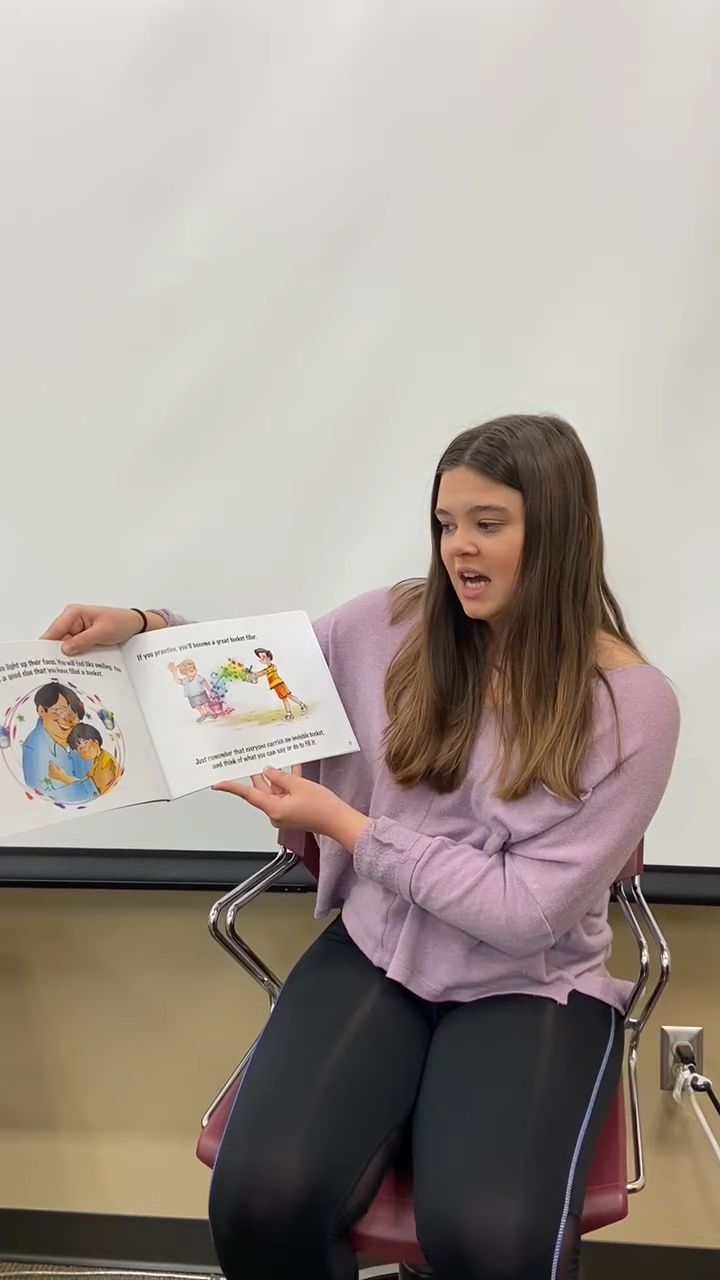 to light up their faces. You will feel like smiling, too,
a good clue that you have filled a bucket.
If you practise, you'll become a great bucket filler.
Just remember that everyone carries an invisible bucket,
and think of what you can say or do to fill it.